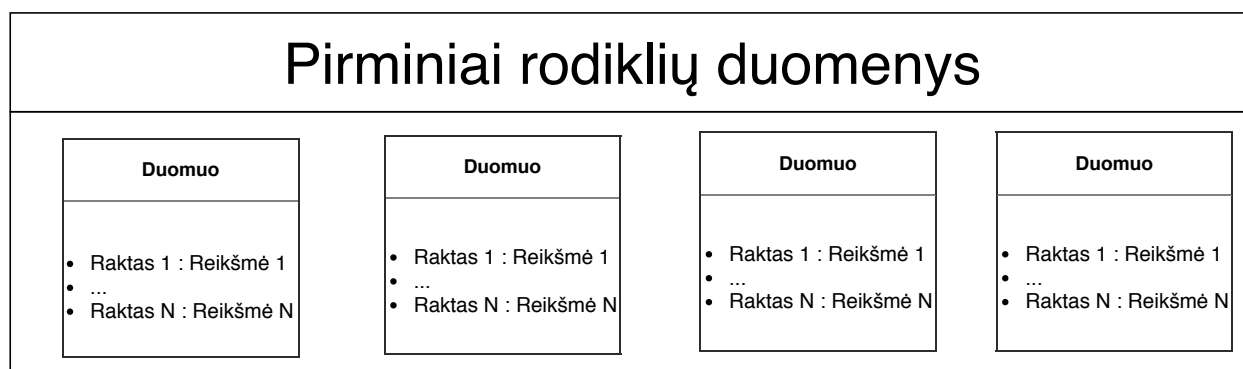 Pirminiai rodiklių duomenys
Duomuo
• Raktas 1 : Reikšmė 1
• ...
• Raktas N : Reikšmė N
Duomuo
• Raktas 1 : Reikšmė 1
• ...
• Raktas N : Reikšmė N
Duomuo
• Raktas 1 : Reikšmė 1
• ...
• Raktas N : Reikšmė N
Duomuo
• Raktas 1 : Reikšmė 1
• ...
• Raktas N : Reikšmė N